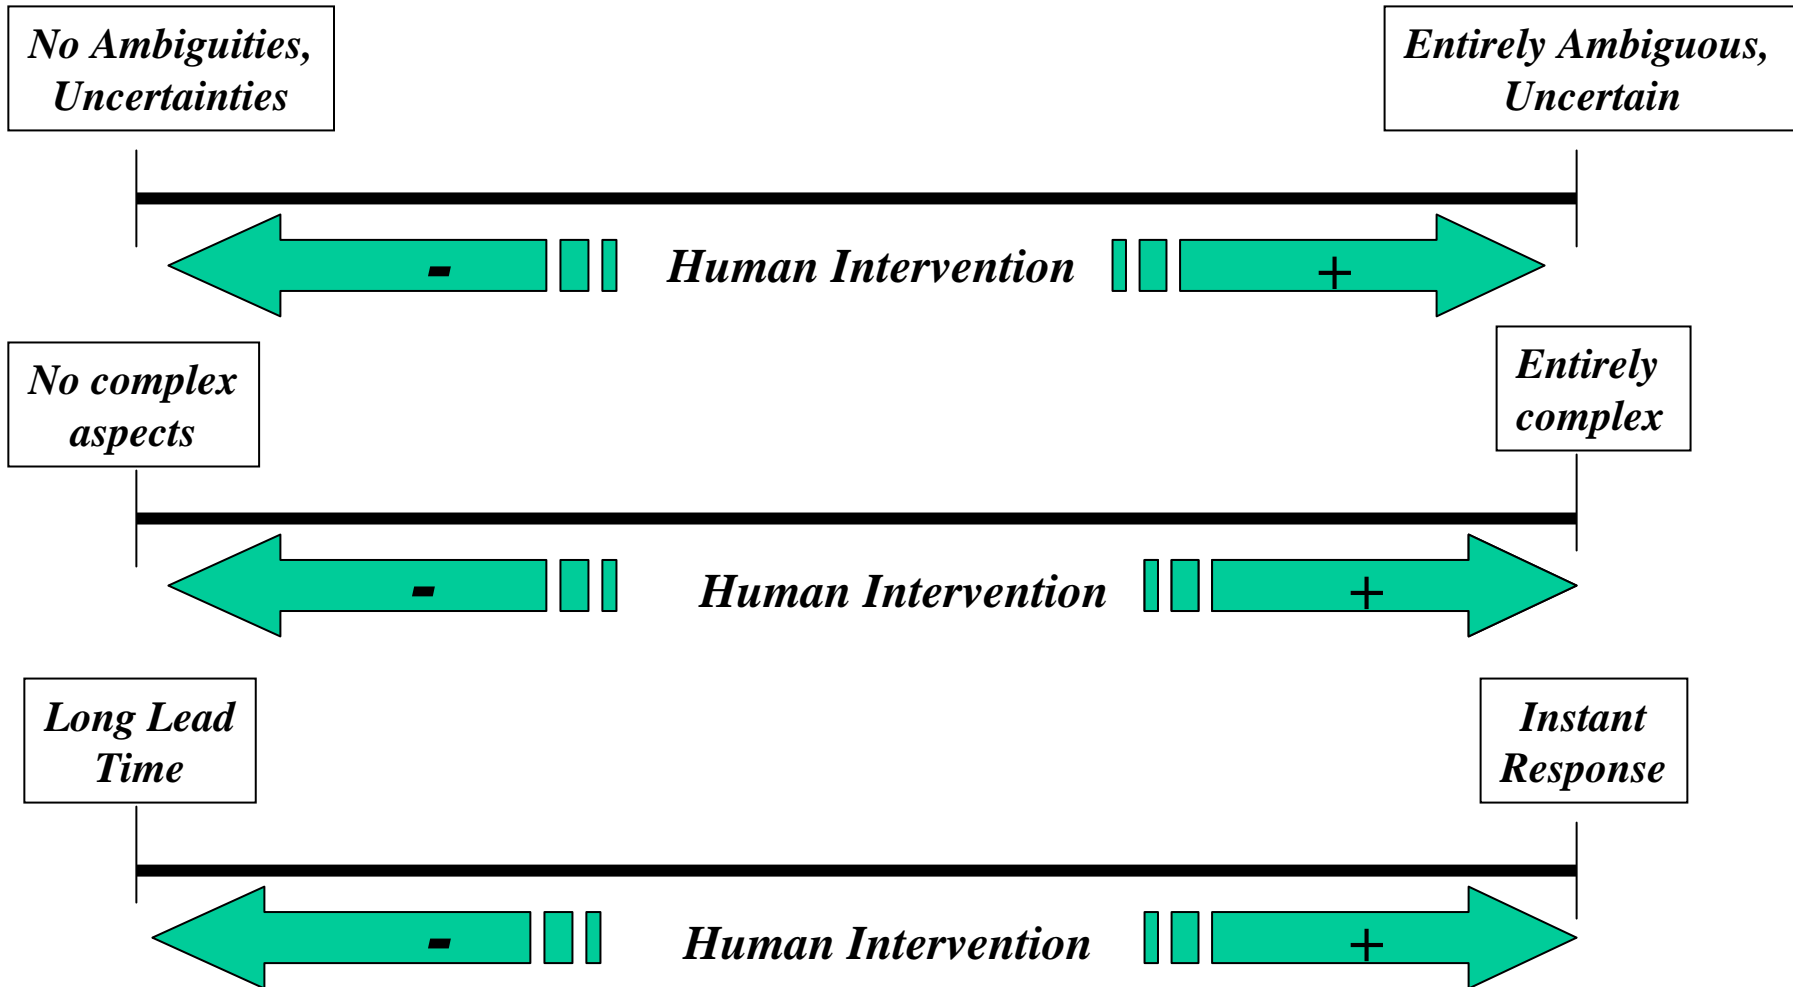 No Ambiguities,
Uncertainties
Entirely Ambiguous,
Uncertain
- Human Intervention +
No complex
aspects
Entirely
complex
- Human Intervention +
Long Lead
Time
Instant
Response
- Human Intervention +